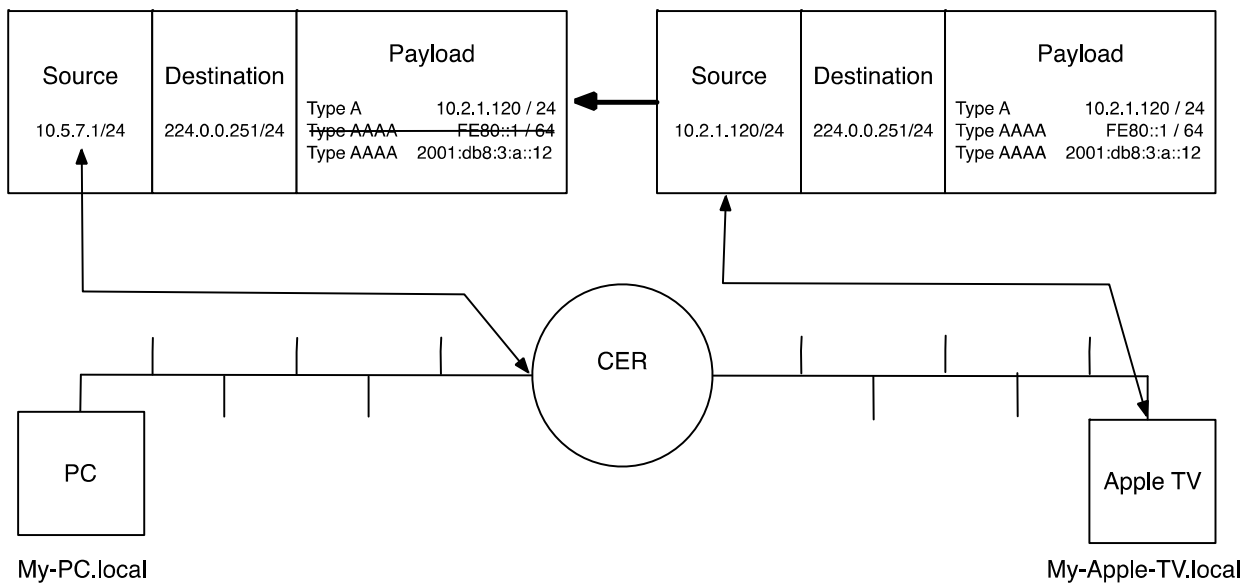 Source
10.5.7.1/24
Destination
224.0.0.251/24
Payload
Type A 10.2.1.120 / 24
Type AAAA FE80::1 / 64
Type AAAA 2001:db8:3:a::12
Source
10.2.1.120/24
Destination
224.0.0.251/24
Payload
Type A 10.2.1.120 / 24
Type AAAA FE80::1 / 64
Type AAAA 2001:db8:3:a::12
CER
PC
My-PC.local
Apple TV
My-Apple-TV.local